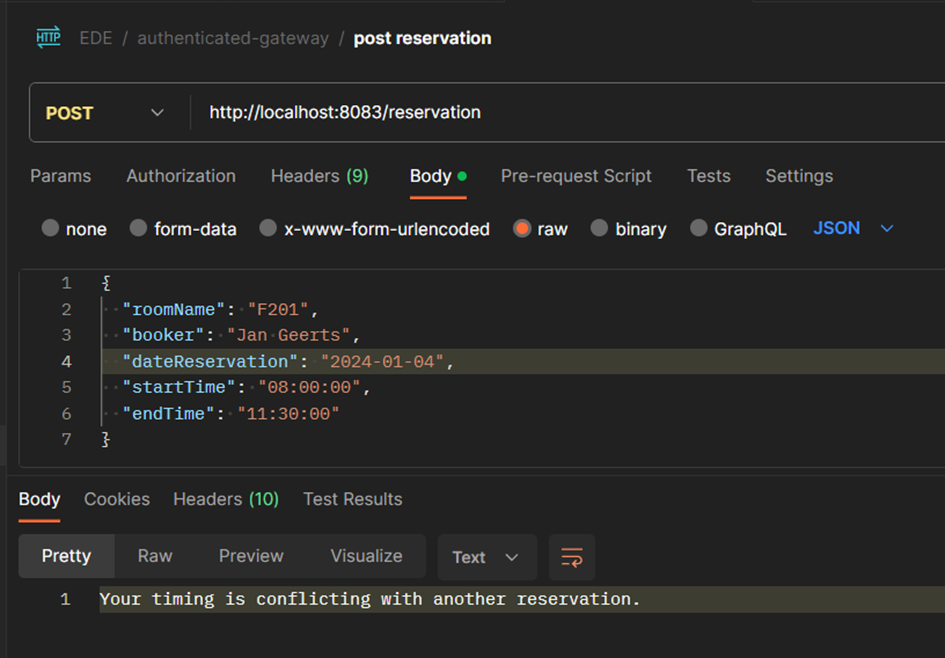 HTTP EDE / authenticated-gateway / post reservation
POST http://localhost:8083/reservation
Params Authorization Headers (9) Body Pre-request Script Tests Settings
none form-data x-www-form-urlencoded raw binary GraphQL JSON
1 {
2 "roomName": "F201",
3 "booker": "Jan Geerts",
4 "dateReservation": "2024-01-04",
5 "startTime": "08:00:00",
6 "endTime": "11:30:00"
7 }
Body Cookies Headers (10) Test Results
Pretty Raw Preview Visualize Text
1 Your timing is conflicting with another reservation.